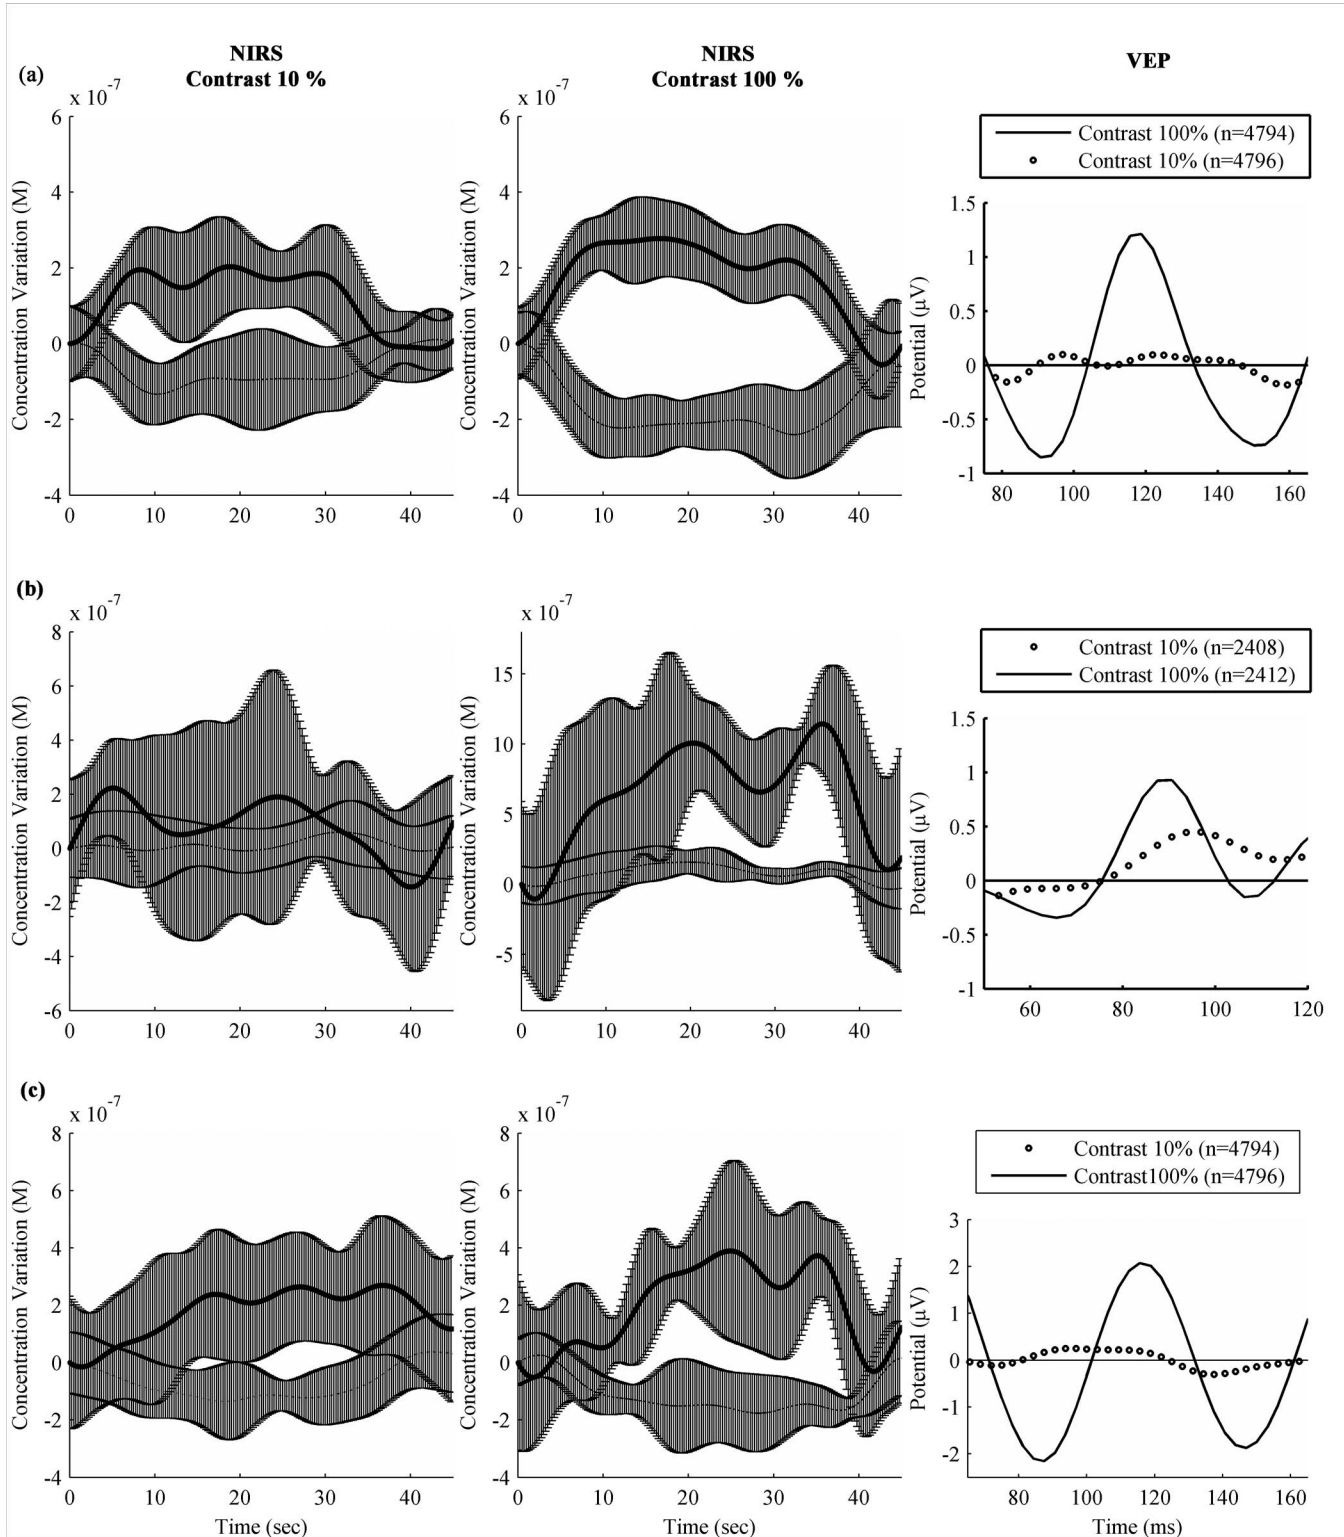 NIRS
Contrast 10 %
NIRS
Contrast 100 %
VEP
(a)
x 10^-7
6
4
2
0
-2
-4
0 10 20 30 40
Concentration Variation (M)
x 10^-7
6
4
2
0
-2
-4
0 10 20 30 40
Concentration Variation (M)
Contrast 100% (n=4794)
Contrast 10% (n=4796)
1.5
1
0.5
0
-0.5
-1
80 100 120 140 160
Potential (µV)
(b)
x 10^-7
8
6
4
2
0
-2
-4
-6
0 10 20 30 40
Concentration Variation (M)
x 10^-7
15
10
5
0
-5
0 10 20 30 40
Concentration Variation (M)
Contrast 10% (n=2408)
Contrast 100% (n=2412)
1.5
1
0.5
0
-0.5
-1
60 80 100 120
Potential (µV)
(c)
x 10^-7
8
6
4
2
0
-2
-4
0 10 20 30 40
Concentration Variation (M)
Time (sec)
x 10^-7
8
6
4
2
0
-2
-4
0 10 20 30 40
Concentration Variation (M)
Time (sec)
Contrast 10% (n=4794)
Contrast100% (n=4796)
3
2
1
0
-1
-2
80 100 120 140 160
Potential (µV)
Time (ms)